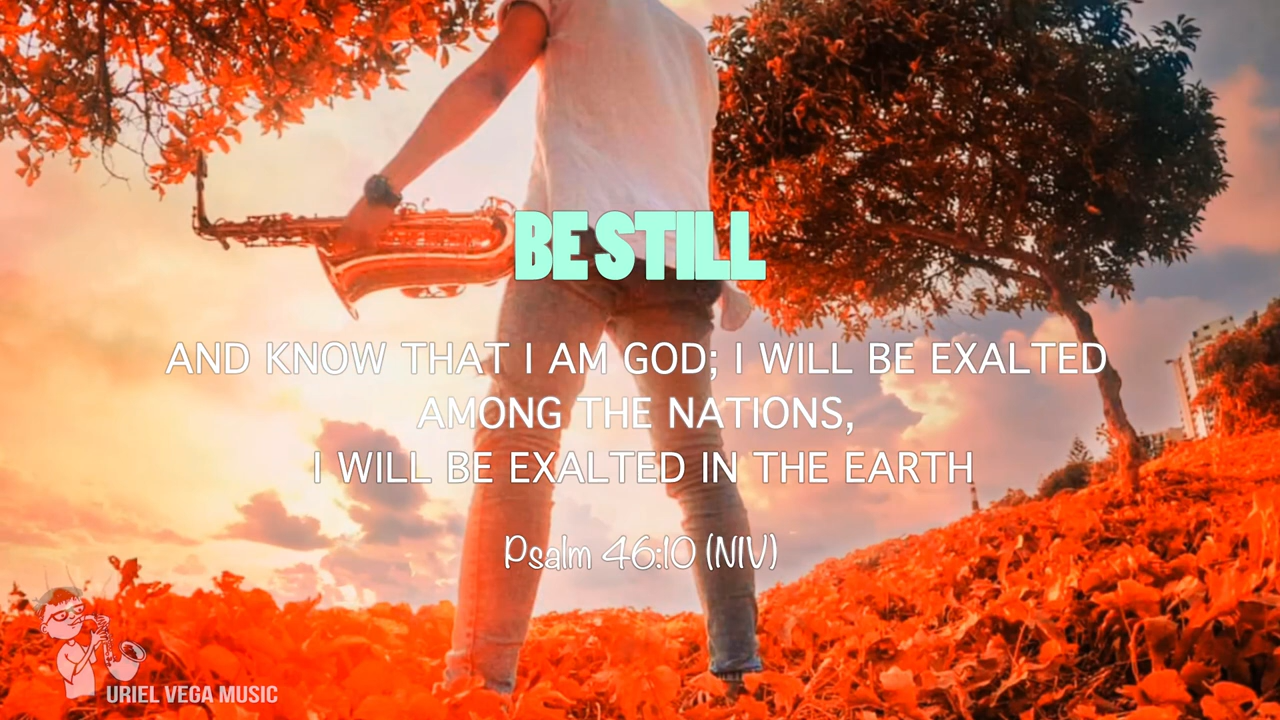 BE STILL
AND KNOW THAT I AM GOD; I WILL BE EXALTED
AMONG THE NATIONS,
I WILL BE EXALTED IN THE EARTH
Psalm 46:10 (NIV)
URIEL VEGA MUSIC